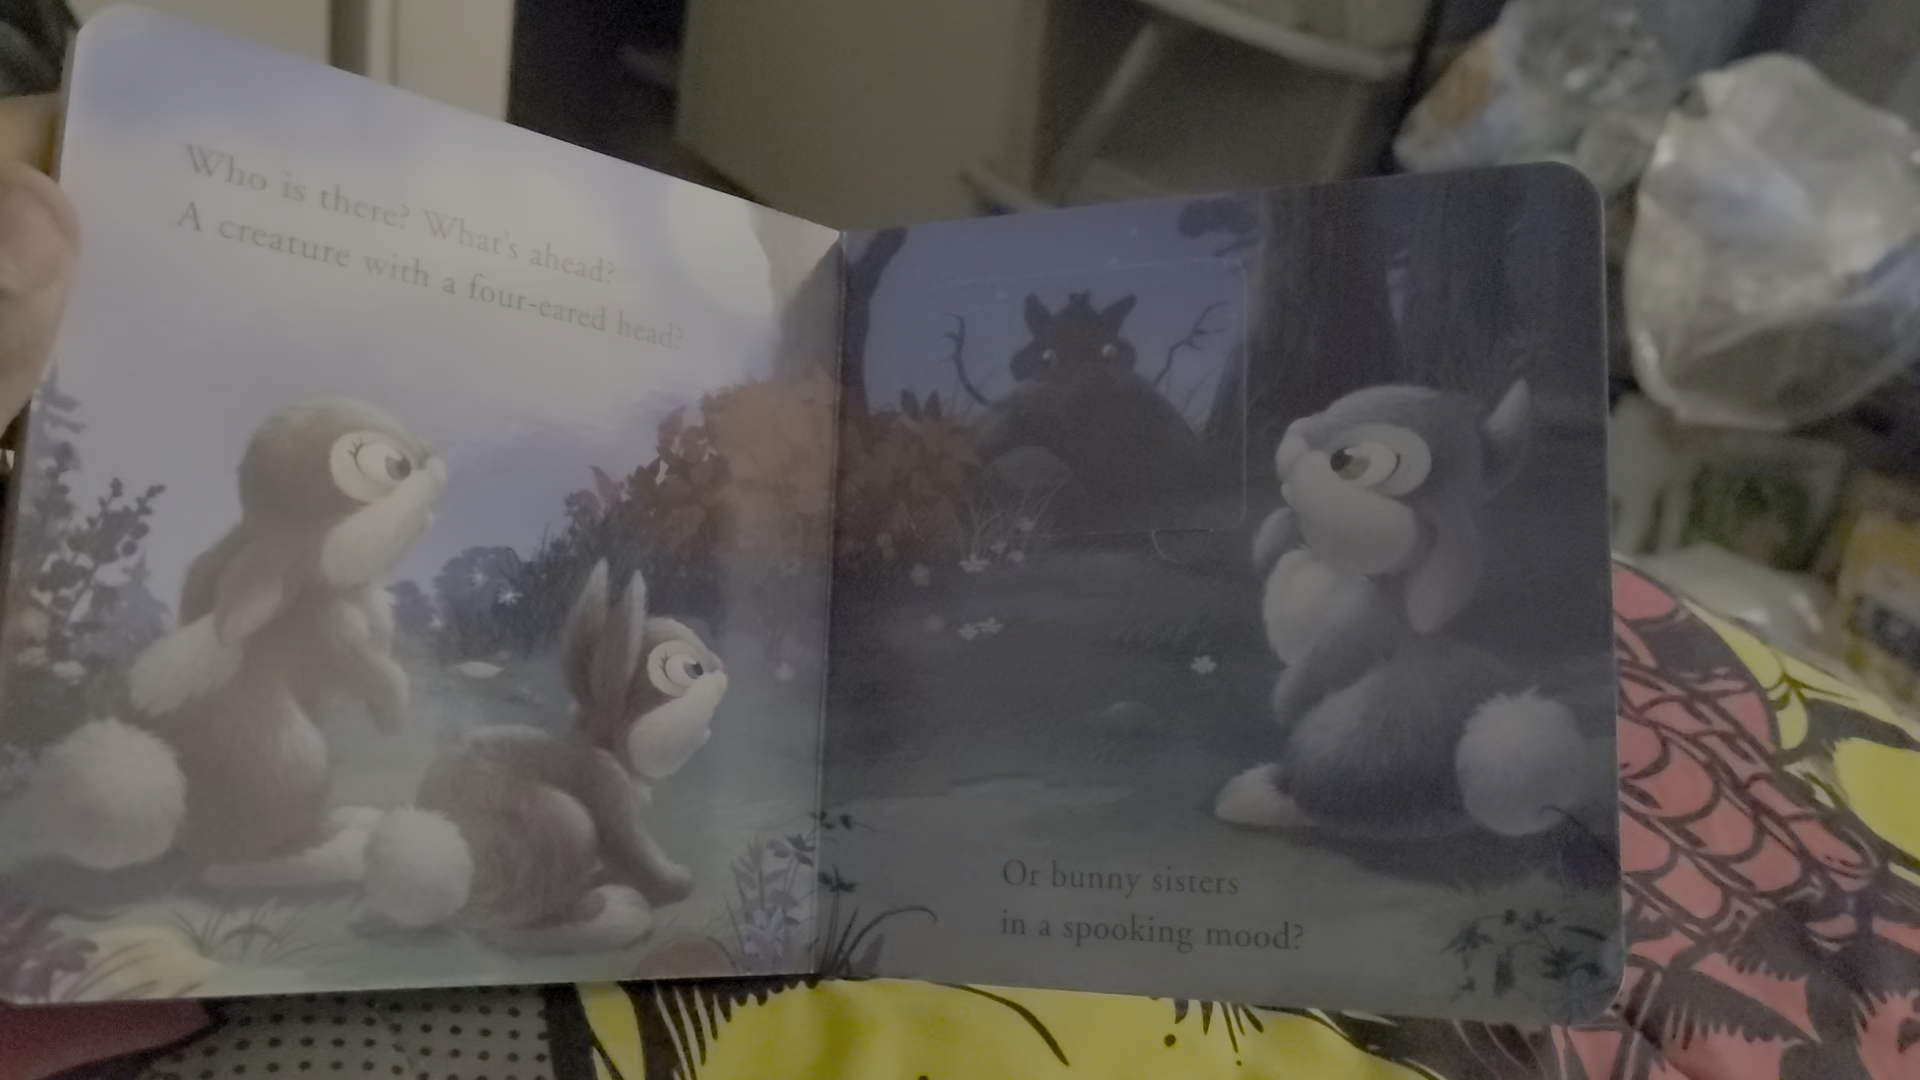 Who is there? What's ahead?
A creature with a four-eared head?
Or bunny sisters
in a spooking mood?